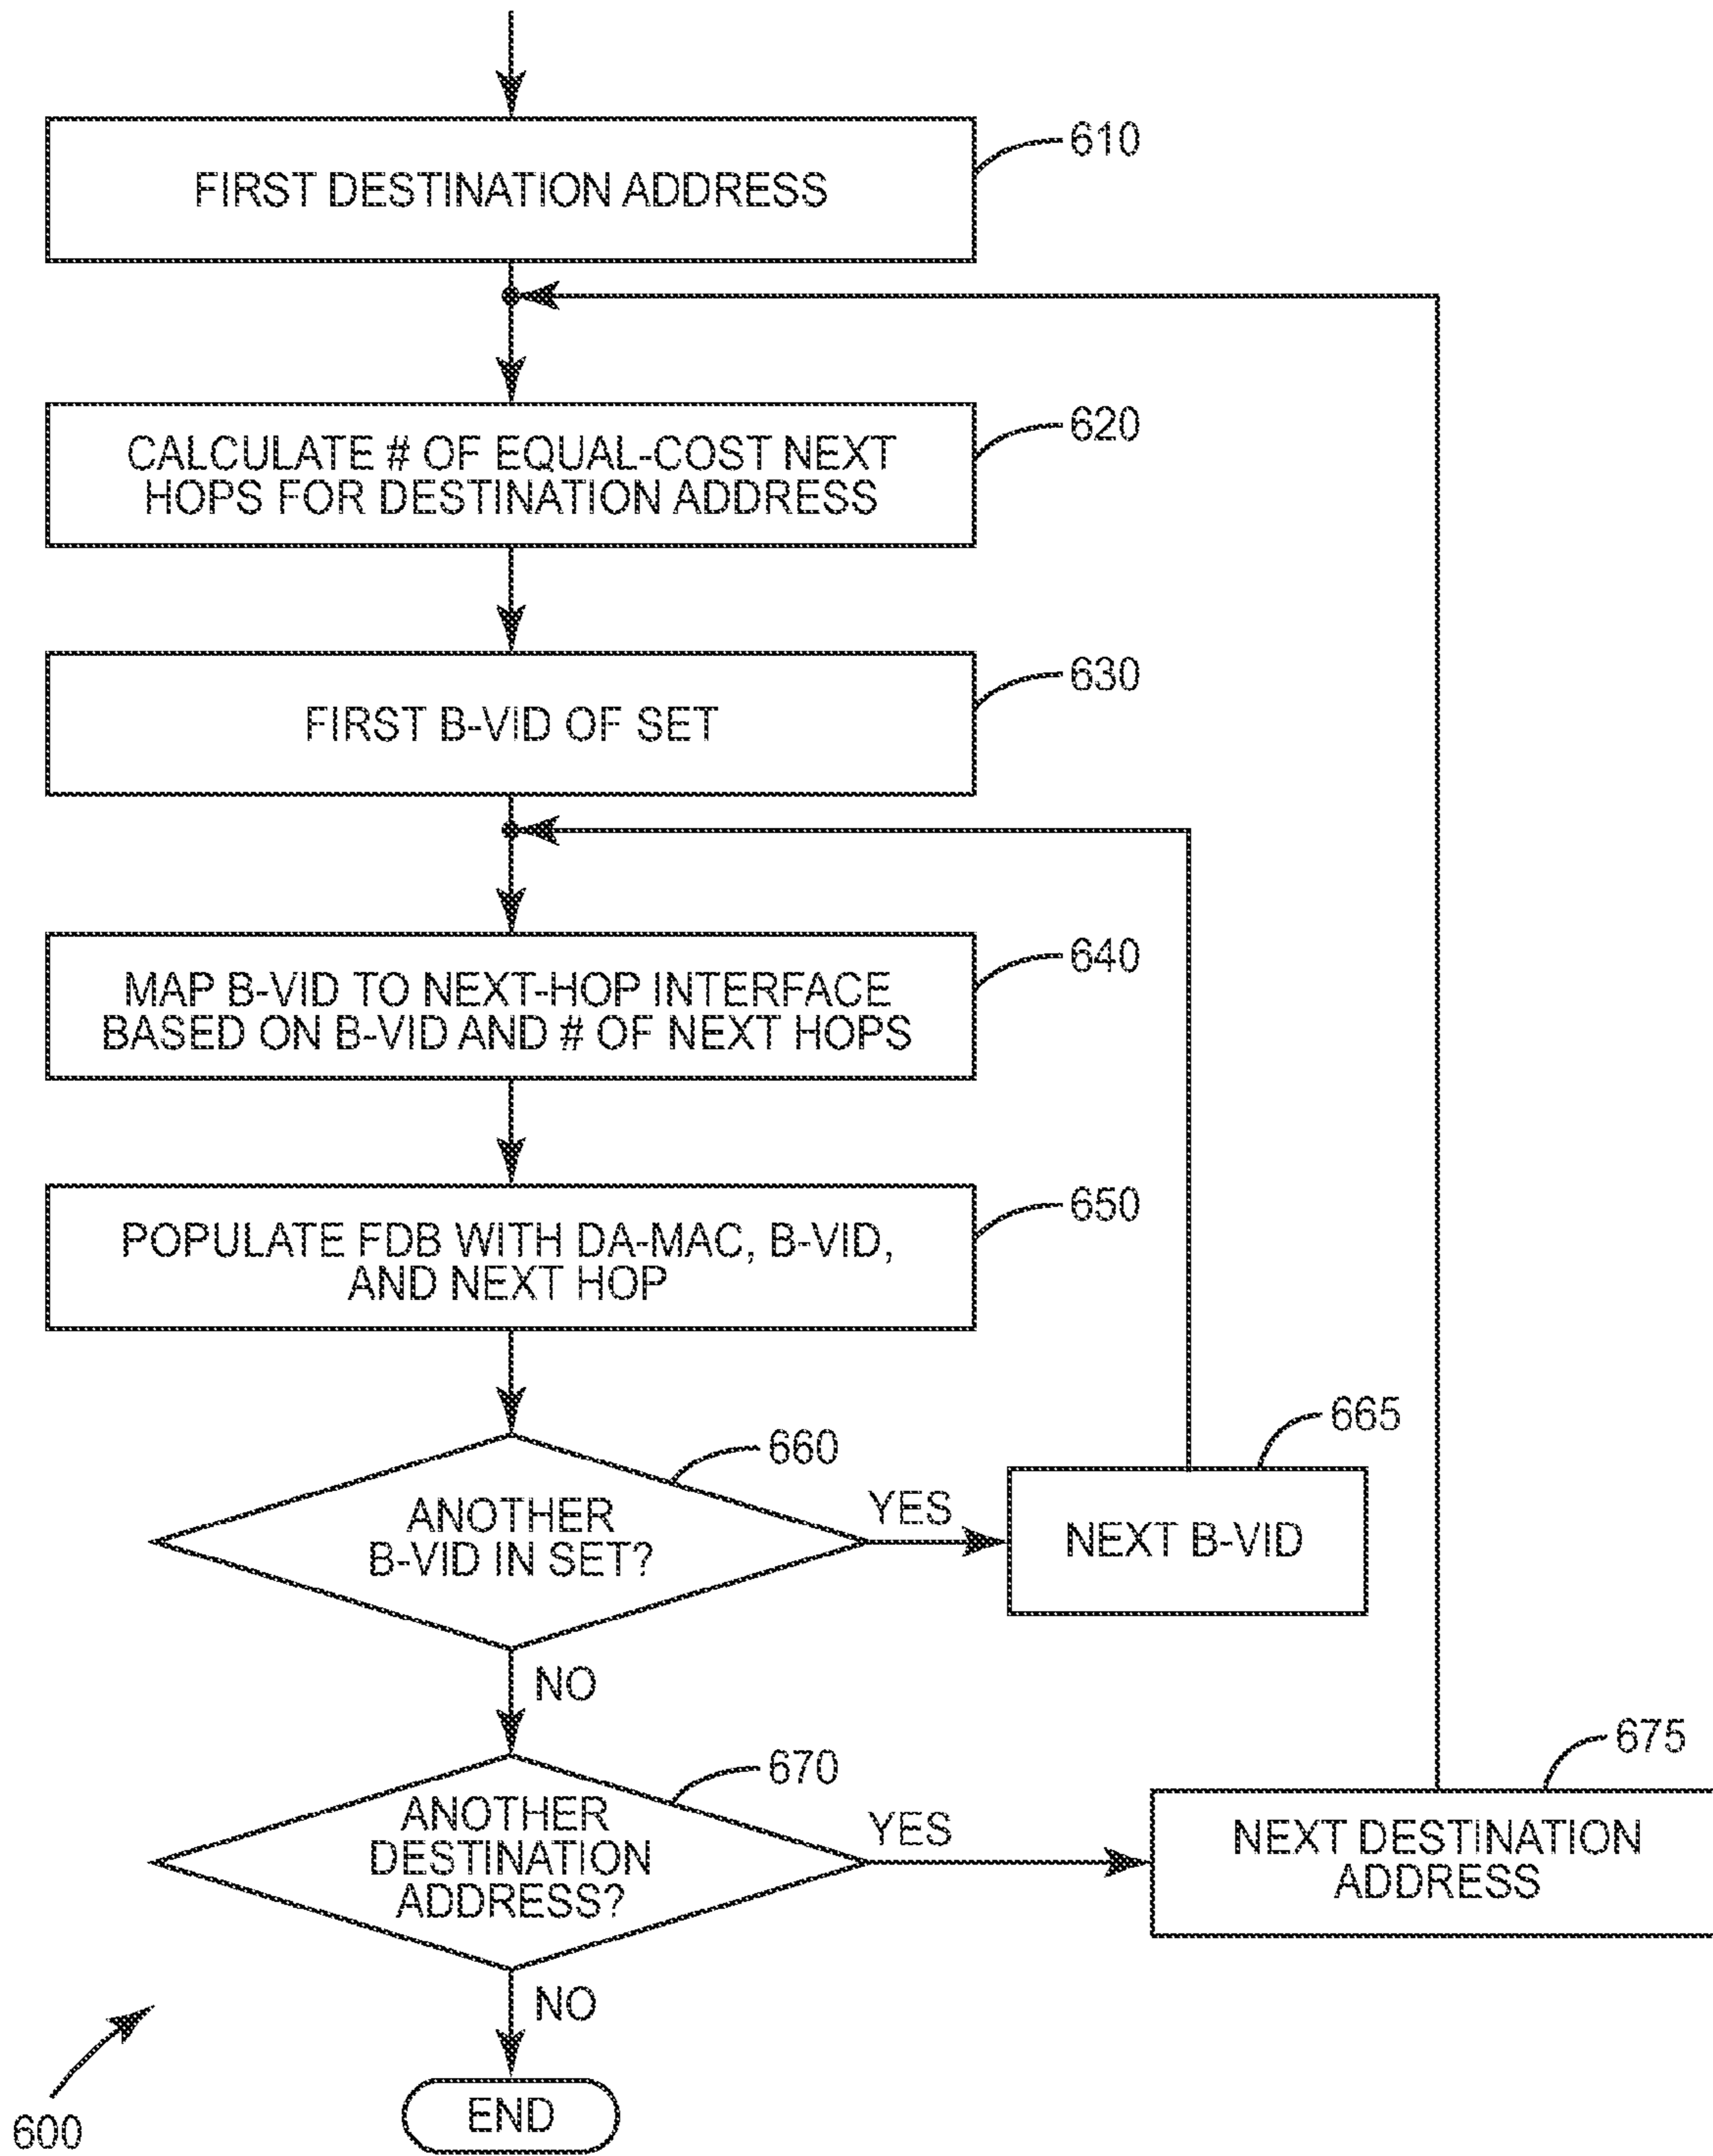 FIRST DESTINATION ADDRESS
610
CALCULATE # OF EQUAL-COST NEXT
HOPS FOR DESTINATION ADDRESS
620
FIRST B-VID OF SET
630
MAP B-VID TO NEXT-HOP INTERFACE
BASED ON B-VID AND # OF NEXT HOPS
640
POPULATE FDB WITH DA-MAC, B-VID,
AND NEXT HOP
650
660
ANOTHER
B-VID IN SET?
YES
665
NEXT B-VID
NO
670
ANOTHER
DESTINATION
ADDRESS?
YES
675
NEXT DESTINATION
ADDRESS
NO
END
600